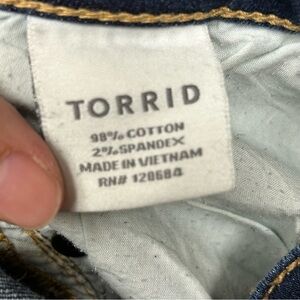 TORRID
98% COTTON
2% SPANDEX
MADE IN VIETNAM
RN# 128684